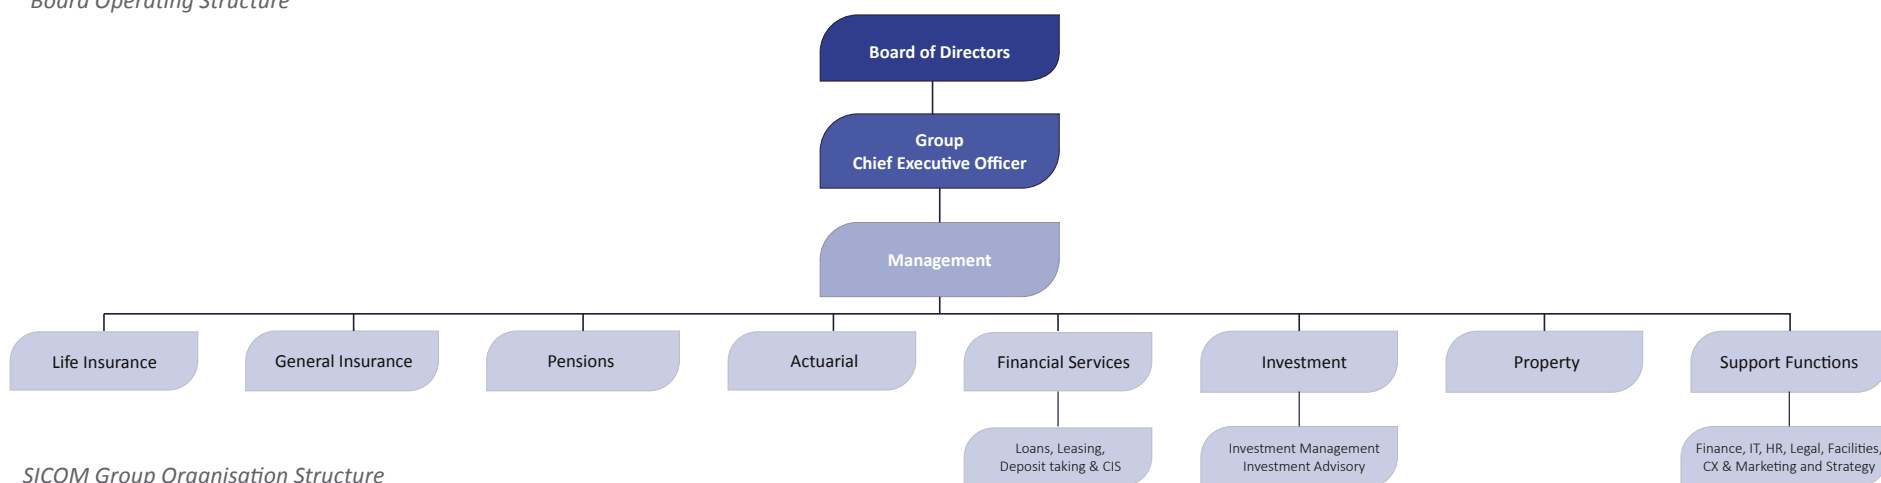 Board Operating Structure
Board of Directors
Group
Chief Executive Officer
Management
Life Insurance
General Insurance
Pensions
Actuarial
Financial Services
Investment
Property
Support Functions
Loans, Leasing,
Deposit taking & CIS
Investment Management
Investment Advisory
Finance, IT, HR, Legal, Facilities,
CX & Marketing and Strategy
SICOM Group Organisation Structure